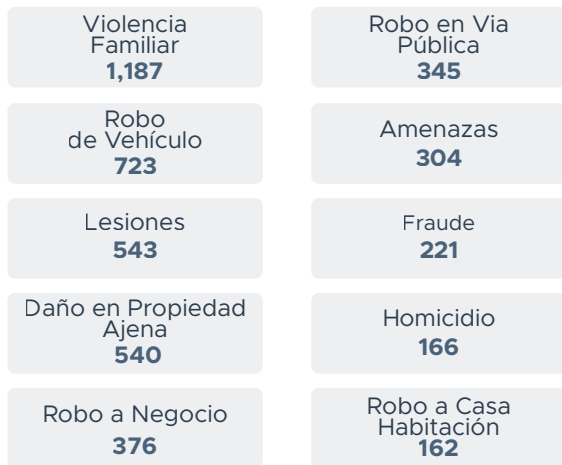 Violencia
Familiar
1,187
Robo
de Vehículo
723
Lesiones
543
Daño en Propiedad
Ajena
540
Robo a Negocio
376
Robo en Via
Pública
345
Amenazas
304
Fraude
221
Homicidio
166
Robo a Casa
Habitación
162